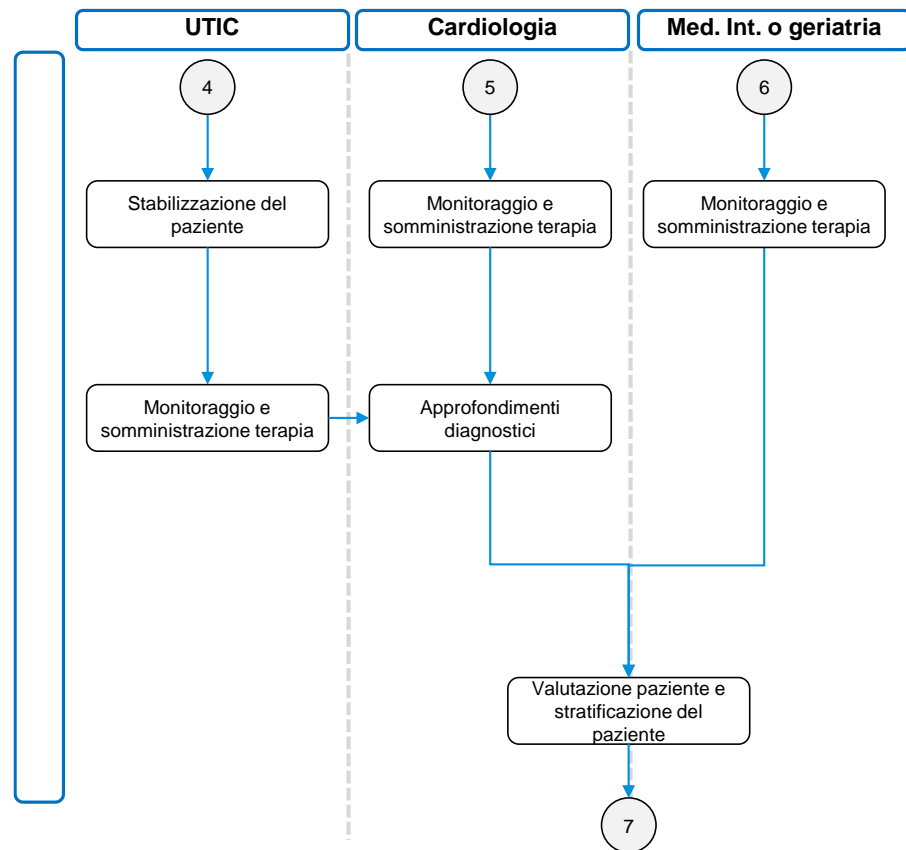 UTIC
Cardiologia
Med. Int. o geriatria
4
5
6
Stabilizzazione del
paziente
Monitoraggio e
somministrazione terapia
Monitoraggio e
somministrazione terapia
Monitoraggio e
somministrazione terapia
Approfondimenti
diagnostici
Valutazione paziente e
stratificazione del
paziente
7